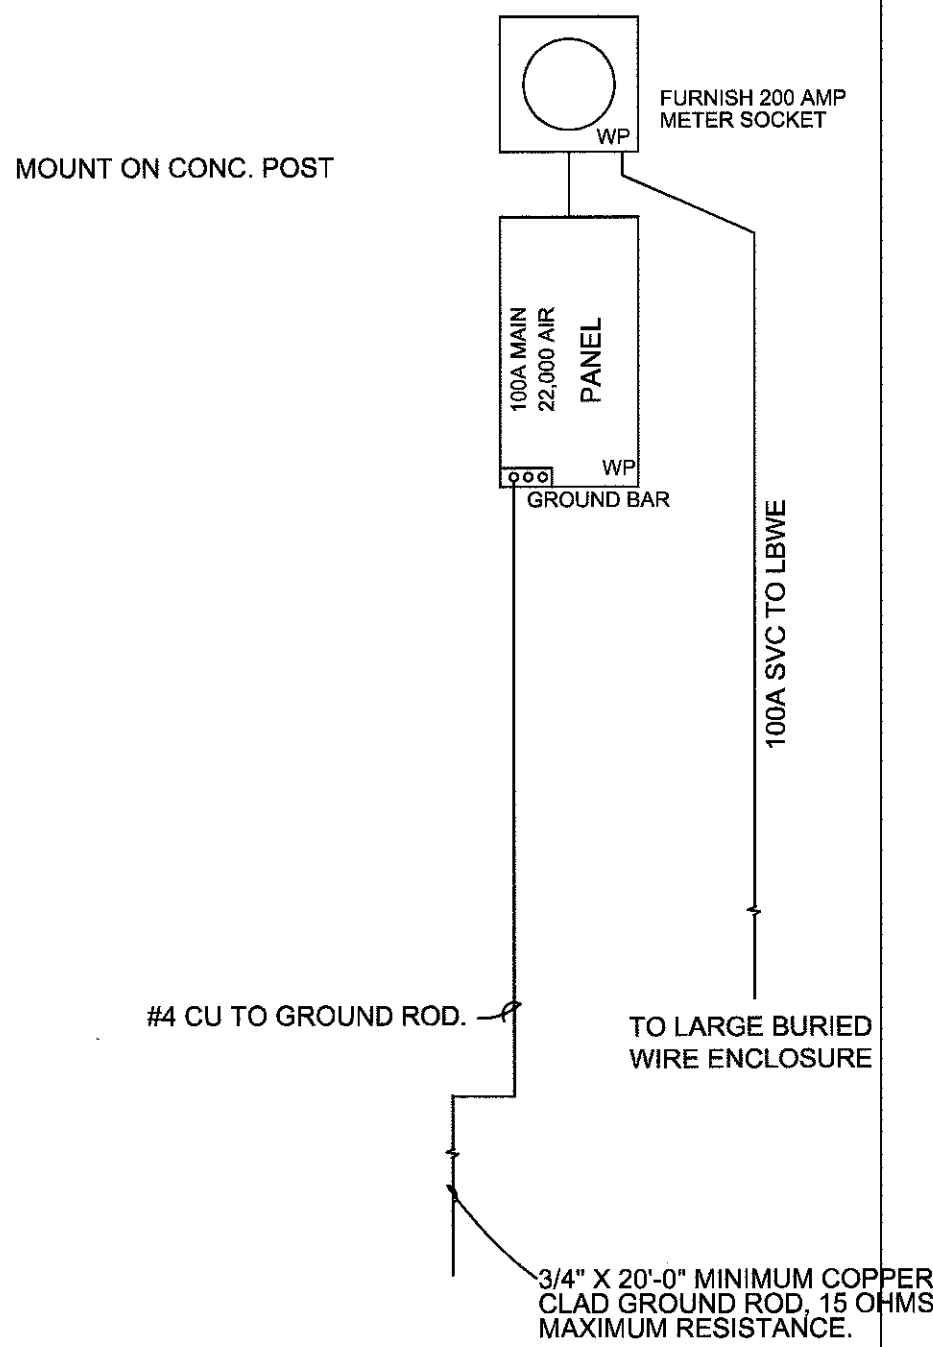 FURNISH 200 AMP
METER SOCKET
WP
MOUNT ON CONC. POST
100A MAIN
22,000 AIR
PANEL
WP
GROUND BAR
100A SVC TO LBWE
#4 CU TO GROUND ROD.
TO LARGE BURIED
WIRE ENCLOSURE
3/4" X 20'-0" MINIMUM COPPER
CLAD GROUND ROD, 15 OHMS
MAXIMUM RESISTANCE.